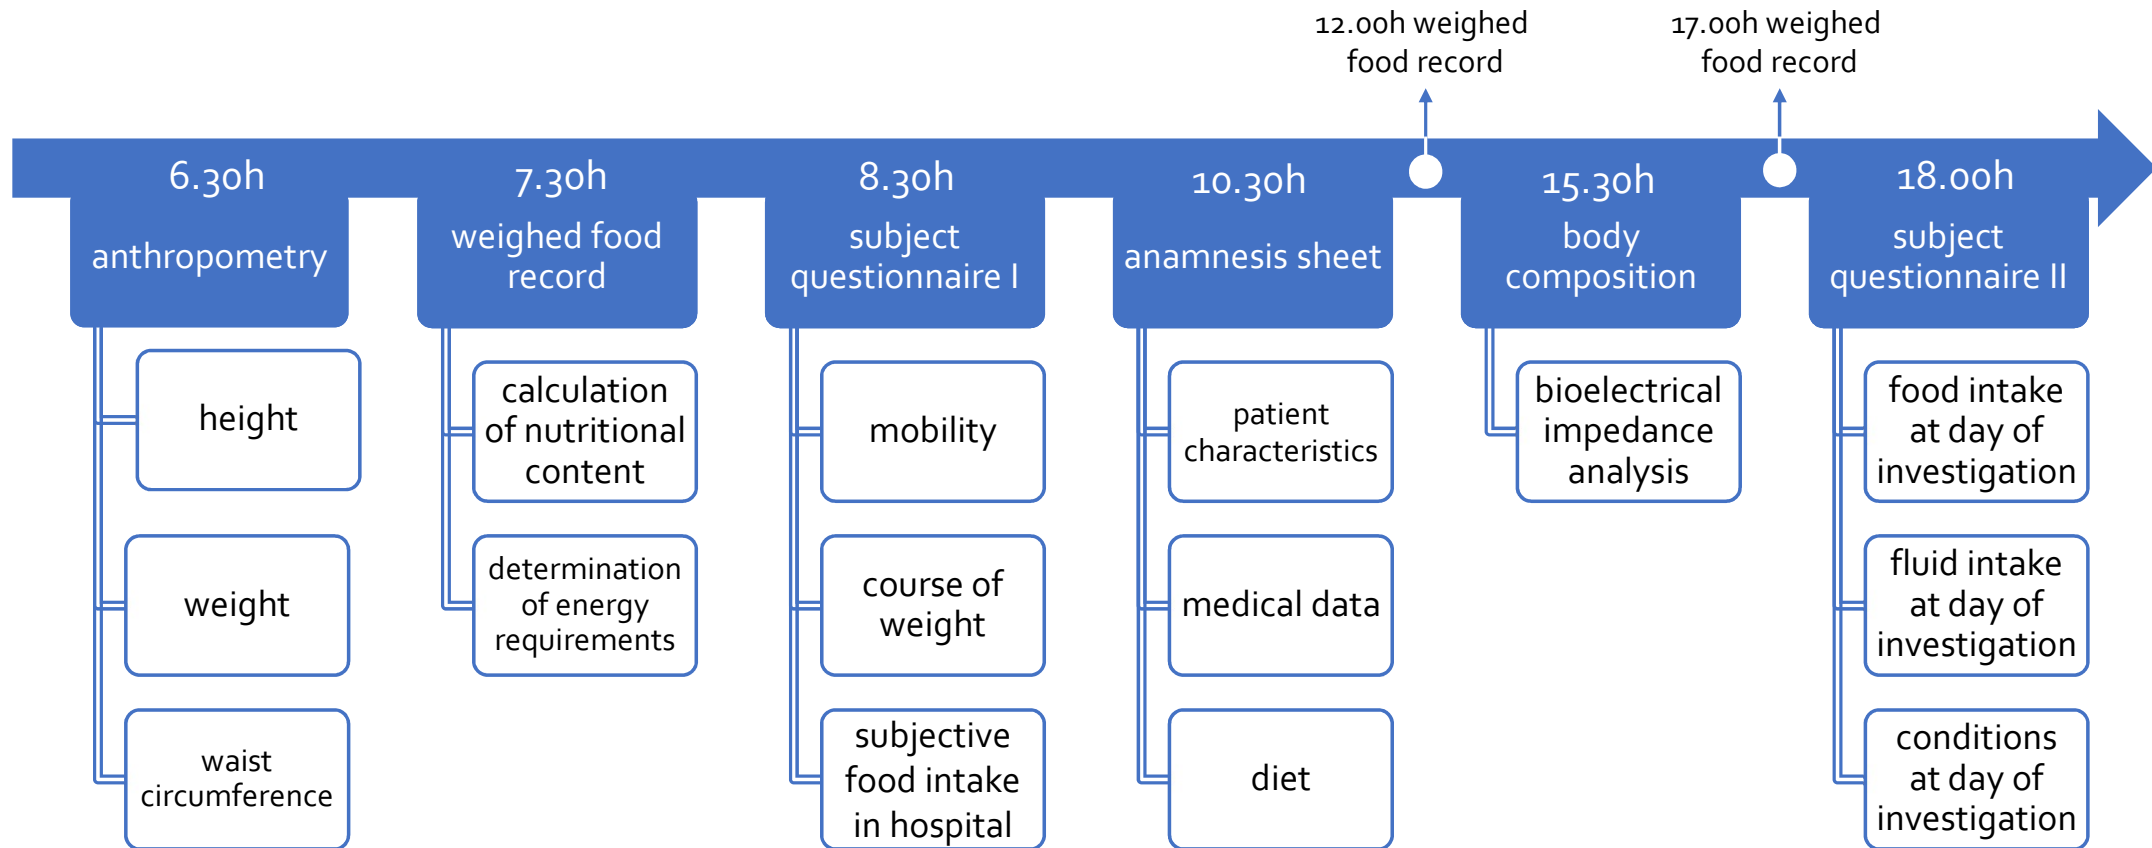 12.00h weighed
food record
17.00h weighed
food record
6.30h
anthropometry
height
weight
waist
circumference
7.30h
weighed food
record
calculation
of nutritional
content
determination
of energy
requirements
8.30h
subject
questionnaire I
mobility
course of
weight
subjective
food intake
in hospital
10.30h
anamnesis sheet
patient
characteristics
medical data
diet
15.30h
body
composition
bioelectrical
impedance
analysis
18.00h
subject
questionnaire II
food intake
at day of
investigation
fluid intake
at day of
investigation
conditions
at day of
investigation